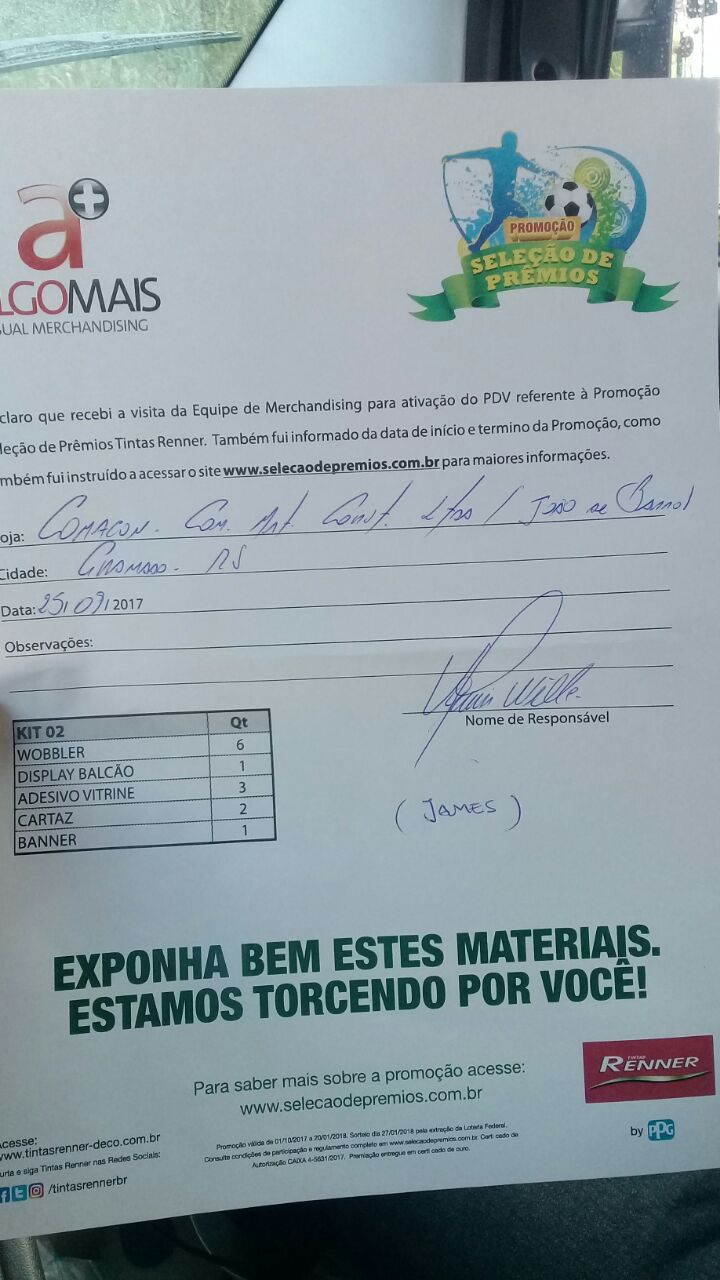 a+
LGOMAIS
SUAL MERCHANDISING
PROMOÇÃO
SELEÇÃO DE
PRÊMIOS
claro que recebi a visita da Equipe de Merchandising para ativação do PDV referente à Promoção
leção de Prêmios Tintas Renner. Também fui informado da data de início e termino da Promoção, como
mbém fui instruído a acessar o site www.selecaodepremios.com.br para maiores informações.
oja: Comacon. Com. Mat. Const. Ltda / João de Barro
Cidade: Gramado. RS
Data: 25/09/2017
Observações:
Nome de Responsável
KIT 02 Qt
WOBBLER 6
DISPLAY BALCÃO 1
ADESIVO VITRINE 3
CARTAZ 2
BANNER 1
(JAMES)
EXPONHA BEM ESTES MATERIAIS.
ESTAMOS TORCENDO POR VOCÊ!
Para saber mais sobre a promoção acesse:
www.selecaodepremios.com.br
TINTAS
RENNER
by PPG
cesse:
www.tintasrenner-deco.com.br
urta e siga Tintas Renner nas Redes Sociais:
/tintasrennerbr
Promoção válida de 01/10/2017 a 20/01/2018. Sorteio dia 27/01/2018 pela extração da Loteria Federal.
Consulta condições de participação e regulamento completo em www.selecaodepremios.com.br. Certi cado de
Autorização CAIXA 4-5631/2017. Premiação entregue em certi cado de ouro.